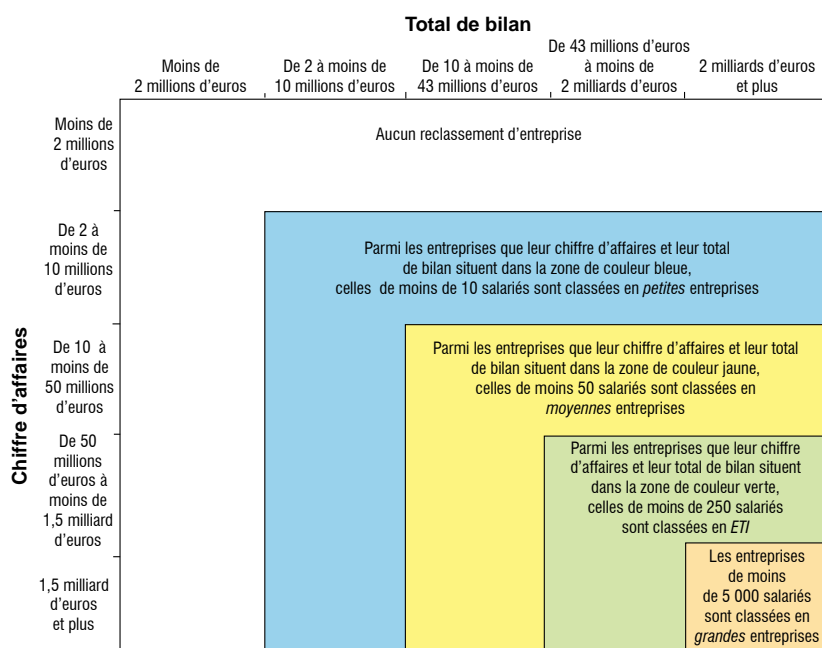 Total de bilan
Moins de
2 millions d'euros
De 2 à moins de
10 millions d'euros
De 10 à moins de
43 millions d'euros
De 43 millions d'euros
à moins de
2 milliards d'euros
2 milliards d'euros
et plus
Chiffre d'affaires
Moins de
2 millions
d'euros
Aucun reclassement d'entreprise
De 2 à
moins de
10 millions
d'euros
Parmi les entreprises que leur chiffre d'affaires et leur total
de bilan situent dans la zone de couleur bleue,
celles de moins de 10 salariés sont classées en petites entreprises
De 10 à
moins de
50 millions
d'euros
Parmi les entreprises que leur chiffre d'affaires et leur total
de bilan situent dans la zone de couleur jaune,
celles de moins 50 salariés sont classées en
moyennes entreprises
De 50
millions
d'euros à
moins de
1,5 milliard
d'euros
Parmi les entreprises que leur chiffre
d'affaires et leur total de bilan situent
dans la zone de couleur verte,
celles de moins de 250 salariés
sont classées en ETI
1,5 milliard
d'euros
et plus
Les entreprises
de moins
de 5 000 salariés
sont classées en
grandes entreprises